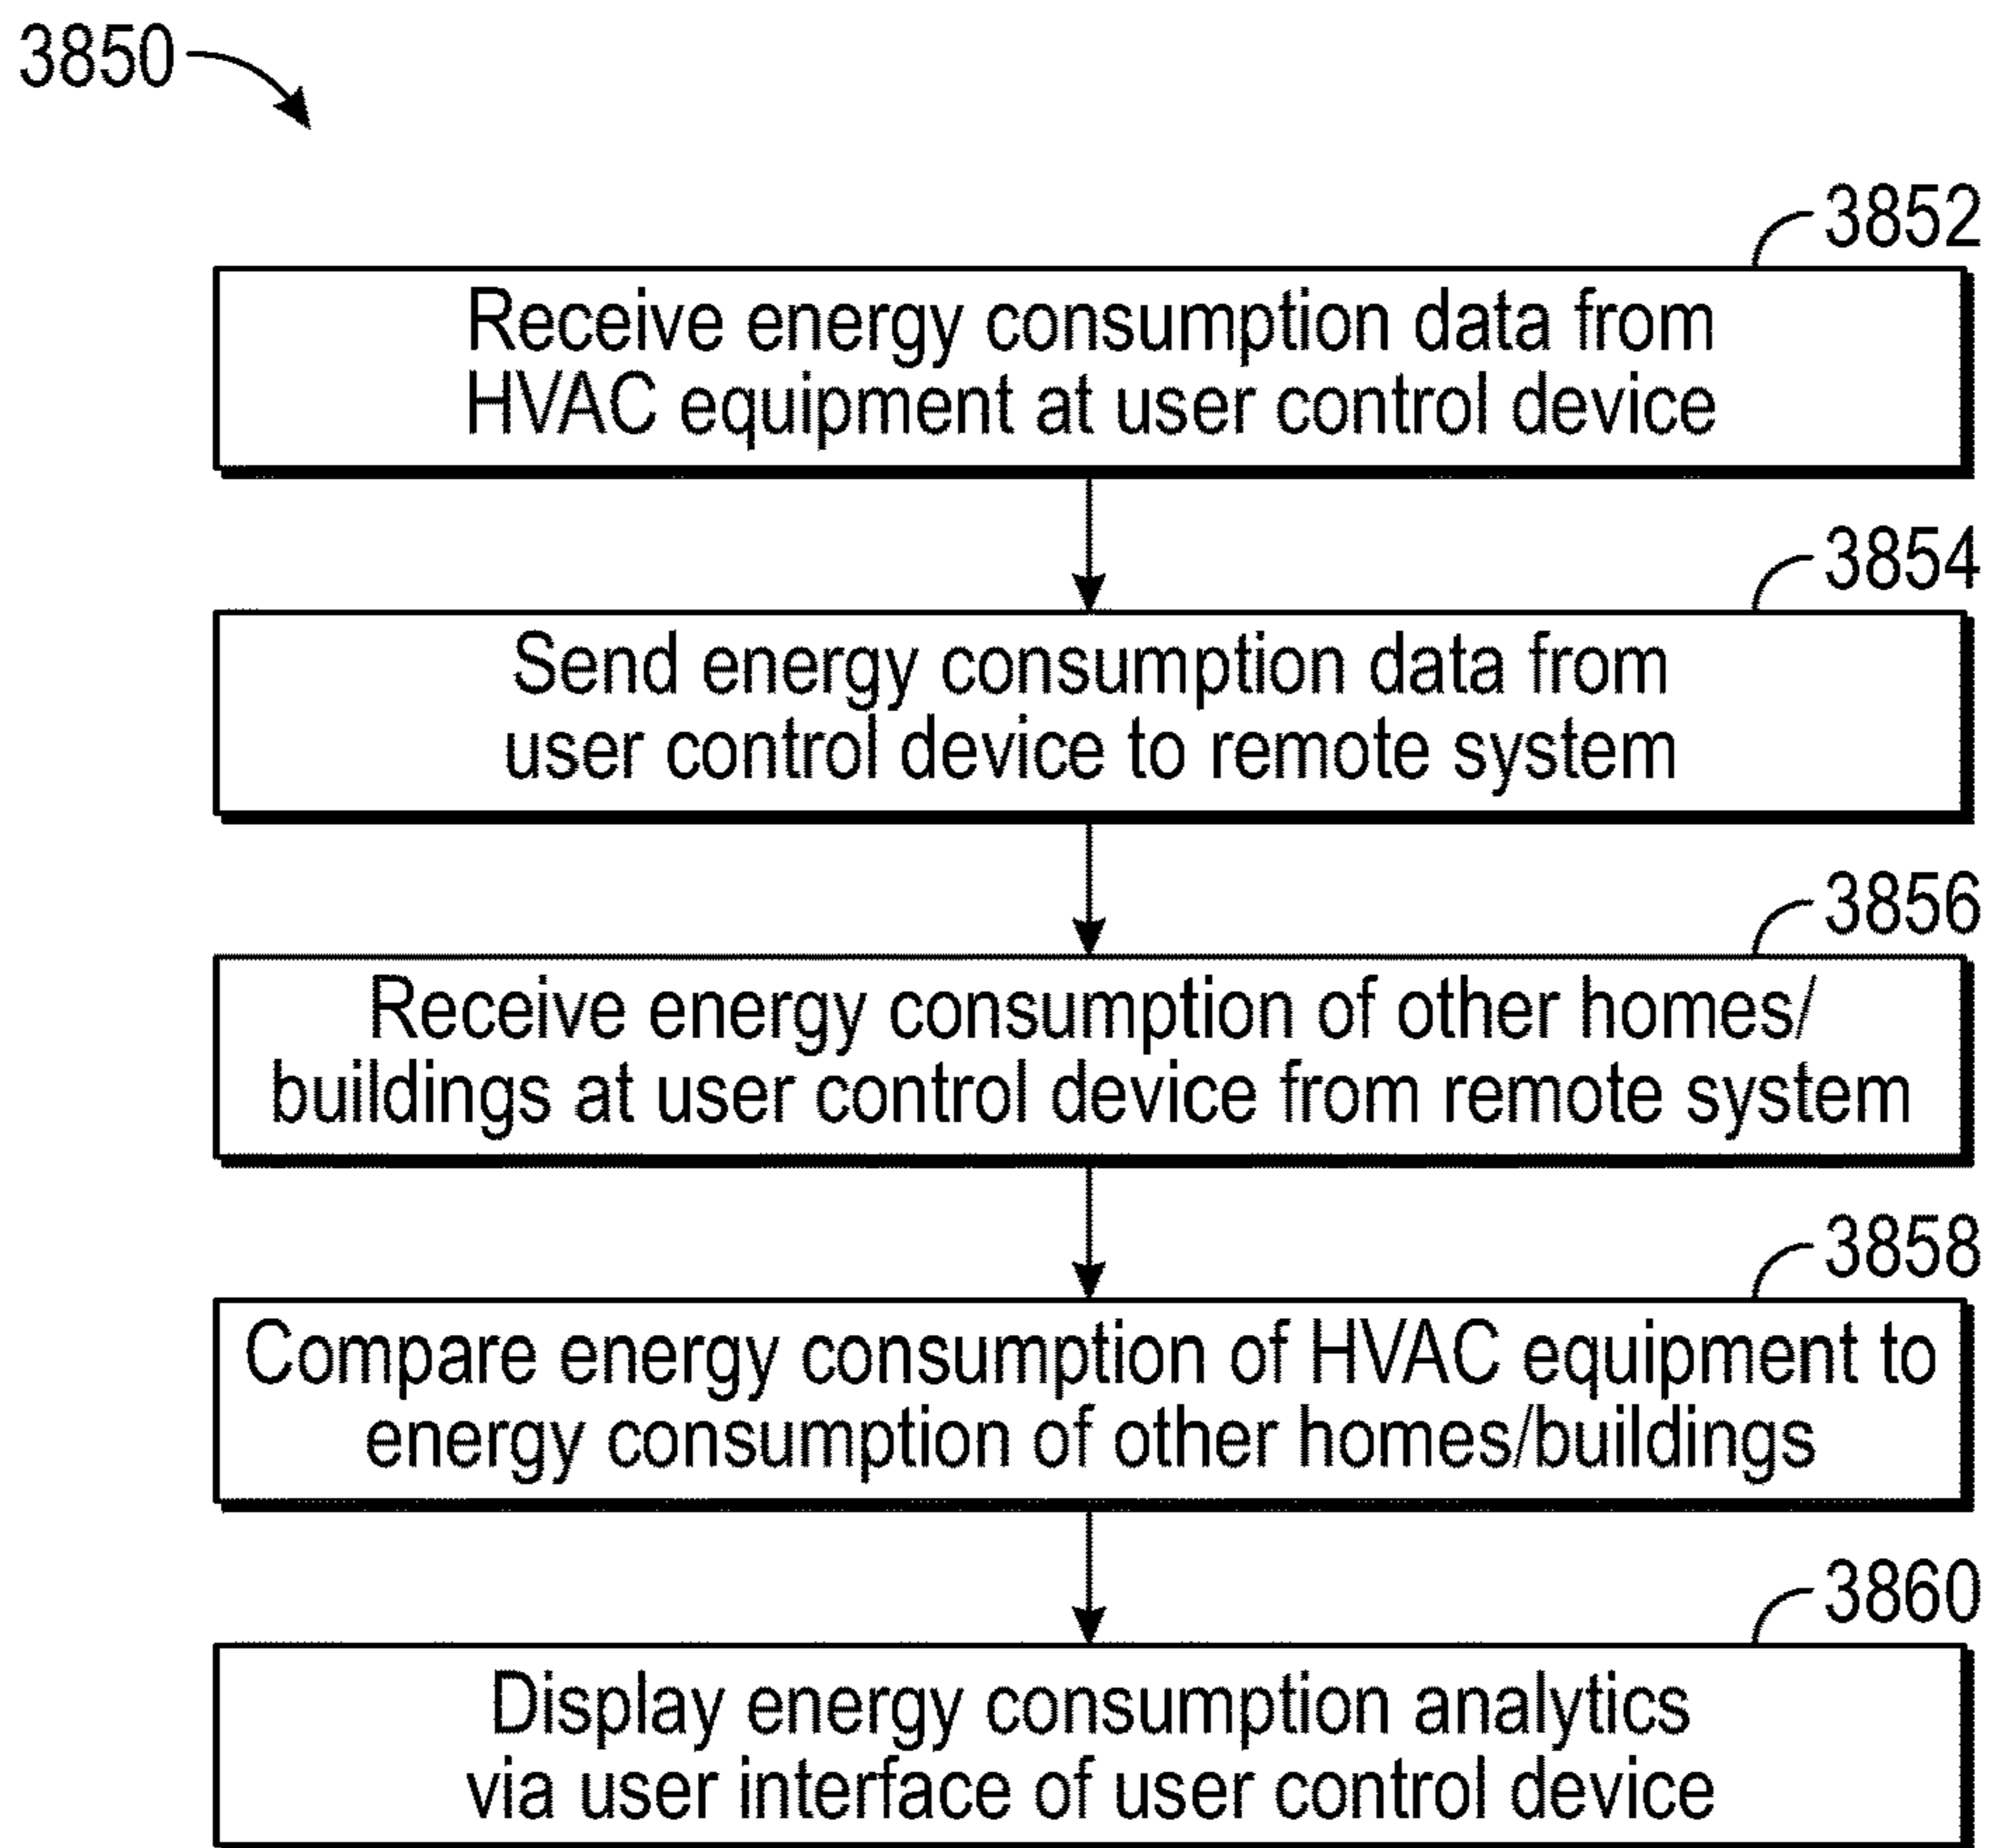 3850
3852
Receive energy consumption data from
HVAC equipment at user control device
3854
Send energy consumption data from
user control device to remote system
3856
Receive energy consumption of other homes/
buildings at user control device from remote system
3858
Compare energy consumption of HVAC equipment to
energy consumption of other homes/buildings
3860
Display energy consumption analytics
via user interface of user control device